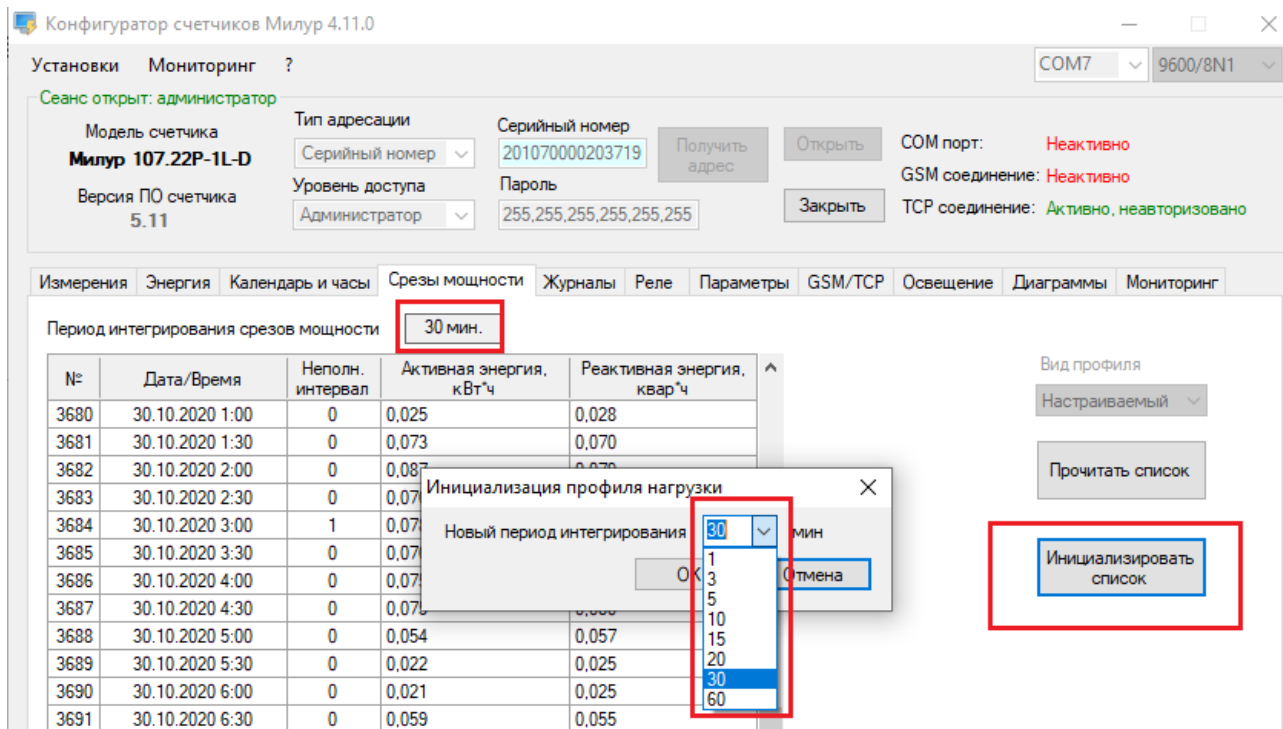 Конфигуратор счетчиков Милур 4.11.0
Установки Мониторинг ?
COM7 9600/8N1
Сеанс открыт: администратор
Модель счетчика
Милур 107.22P-1L-D
Версия ПО счетчика
5.11
Тип адресации
Серийный номер
Уровень доступа
Администратор
Серийный номер
201070000203719
Пароль
255,255,255,255,255,255
Получить
адрес
Открыть
Закрыть
COM порт: Неактивно
GSM соединение: Неактивно
TCP соединение: Активно, неавторизовано
Измерения Энергия Календарь и часы Срезы мощности Журналы Реле Параметры GSM/TCP Освещение Диаграммы Мониторинг
Период интегрирования срезов мощности 30 мин.
№ Дата/Время Неполн. интервал Активная энергия, кВт*ч Реактивная энергия, квар*ч
3680 30.10.2020 1:00 0 0,025 0,028
3681 30.10.2020 1:30 0 0,073 0,070
3682 30.10.2020 2:00 0
3683 30.10.2020 2:30 0
3684 30.10.2020 3:00 1
3685 30.10.2020 3:30 0
3686 30.10.2020 4:00 0
3687 30.10.2020 4:30 0
3688 30.10.2020 5:00 0 0,054 0,057
3689 30.10.2020 5:30 0 0,022 0,025
3690 30.10.2020 6:00 0 0,021 0,025
3691 30.10.2020 6:30 0 0,059 0,055
Инициализация профиля нагрузки
Новый период интегрирования 30 мин
Отмена
1
3
5
10
15
20
30
60
Вид профиля
Настраиваемый
Прочитать список
Инициализировать
список